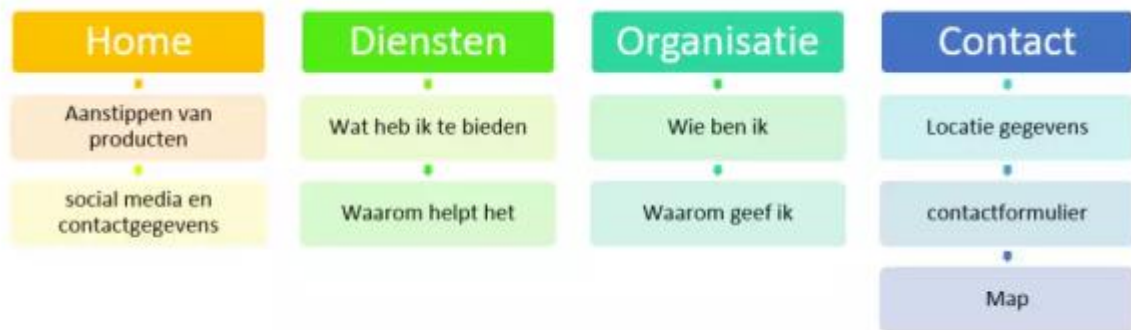 Home
Aanstippen van
producten
social media en
contactgegevens
Diensten
Wat heb ik te bieden
Waarom helpt het
Organisatie
Wie ben ik
Waarom geef ik
Contact
Locatie gegevens
contactformulier
Map